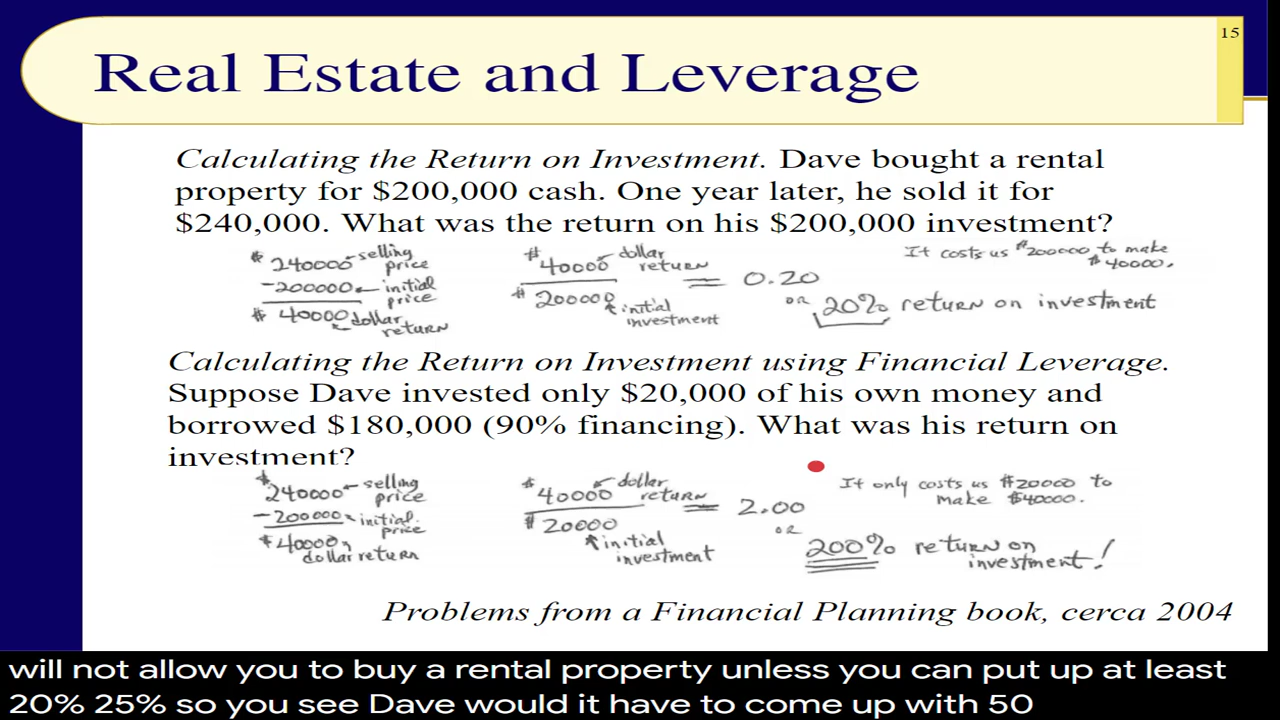 15
Real Estate and Leverage
Calculating the Return on Investment. Dave bought a rental
property for $200,000 cash. One year later, he sold it for
$240,000. What was the return on his $200,000 investment?
$ 240000 selling price
- 200000 initial price
$ 40000 dollar return
$ 40000 dollar return
$ 200000 initial investment
= 0.20
or 20% return on investment
It costs us $200000 to make
$40000.
Calculating the Return on Investment using Financial Leverage.
Suppose Dave invested only $20,000 of his own money and
borrowed $180,000 (90% financing). What was his return on
investment?
$ 240000 selling price
- 200000 initial price
$ 40000 dollar return
$ 40000 dollar return
$ 20000 initial investment
= 2.00
or
200% return on
investment!
It only costs us $20000 to
make $40000.
Problems from a Financial Planning book, cerca 2004
will not allow you to buy a rental property unless you can put up at least
20% 25% so you see Dave would it have to come up with 50